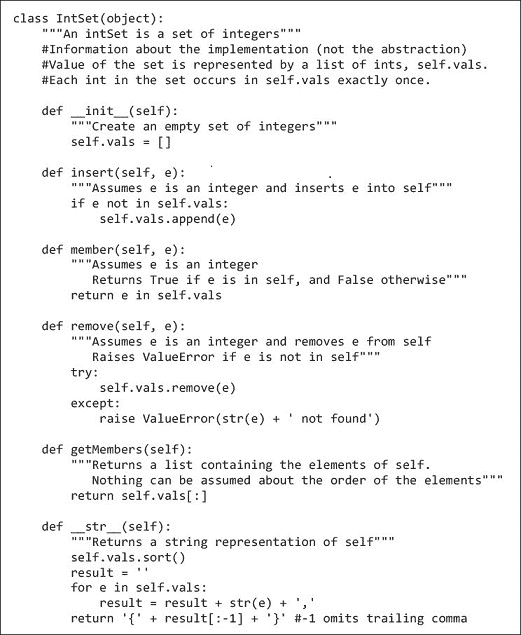 class IntSet(object):
    """An intSet is a set of integers"""
    #Information about the implementation (not the abstraction)
    #Value of the set is represented by a list of ints, self.vals.
    #Each int in the set occurs in self.vals exactly once.

    def __init__(self):
        """Create an empty set of integers"""
        self.vals = []

    def insert(self, e):
        """Assumes e is an integer and inserts e into self"""
        if e not in self.vals:
            self.vals.append(e)

    def member(self, e):
        """Assumes e is an integer
           Returns True if e is in self, and False otherwise"""
        return e in self.vals

    def remove(self, e):
        """Assumes e is an integer and removes e from self
           Raises ValueError if e is not in self"""
        try:
            self.vals.remove(e)
        except:
            raise ValueError(str(e) + ' not found')

    def getMembers(self):
        """Returns a list containing the elements of self.
           Nothing can be assumed about the order of the elements"""
        return self.vals[:]

    def __str__(self):
        """Returns a string representation of self"""
        self.vals.sort()
        result = ''
        for e in self.vals:
            result = result + str(e) + ','
        return '{' + result[:-1] + '}' #-1 omits trailing comma